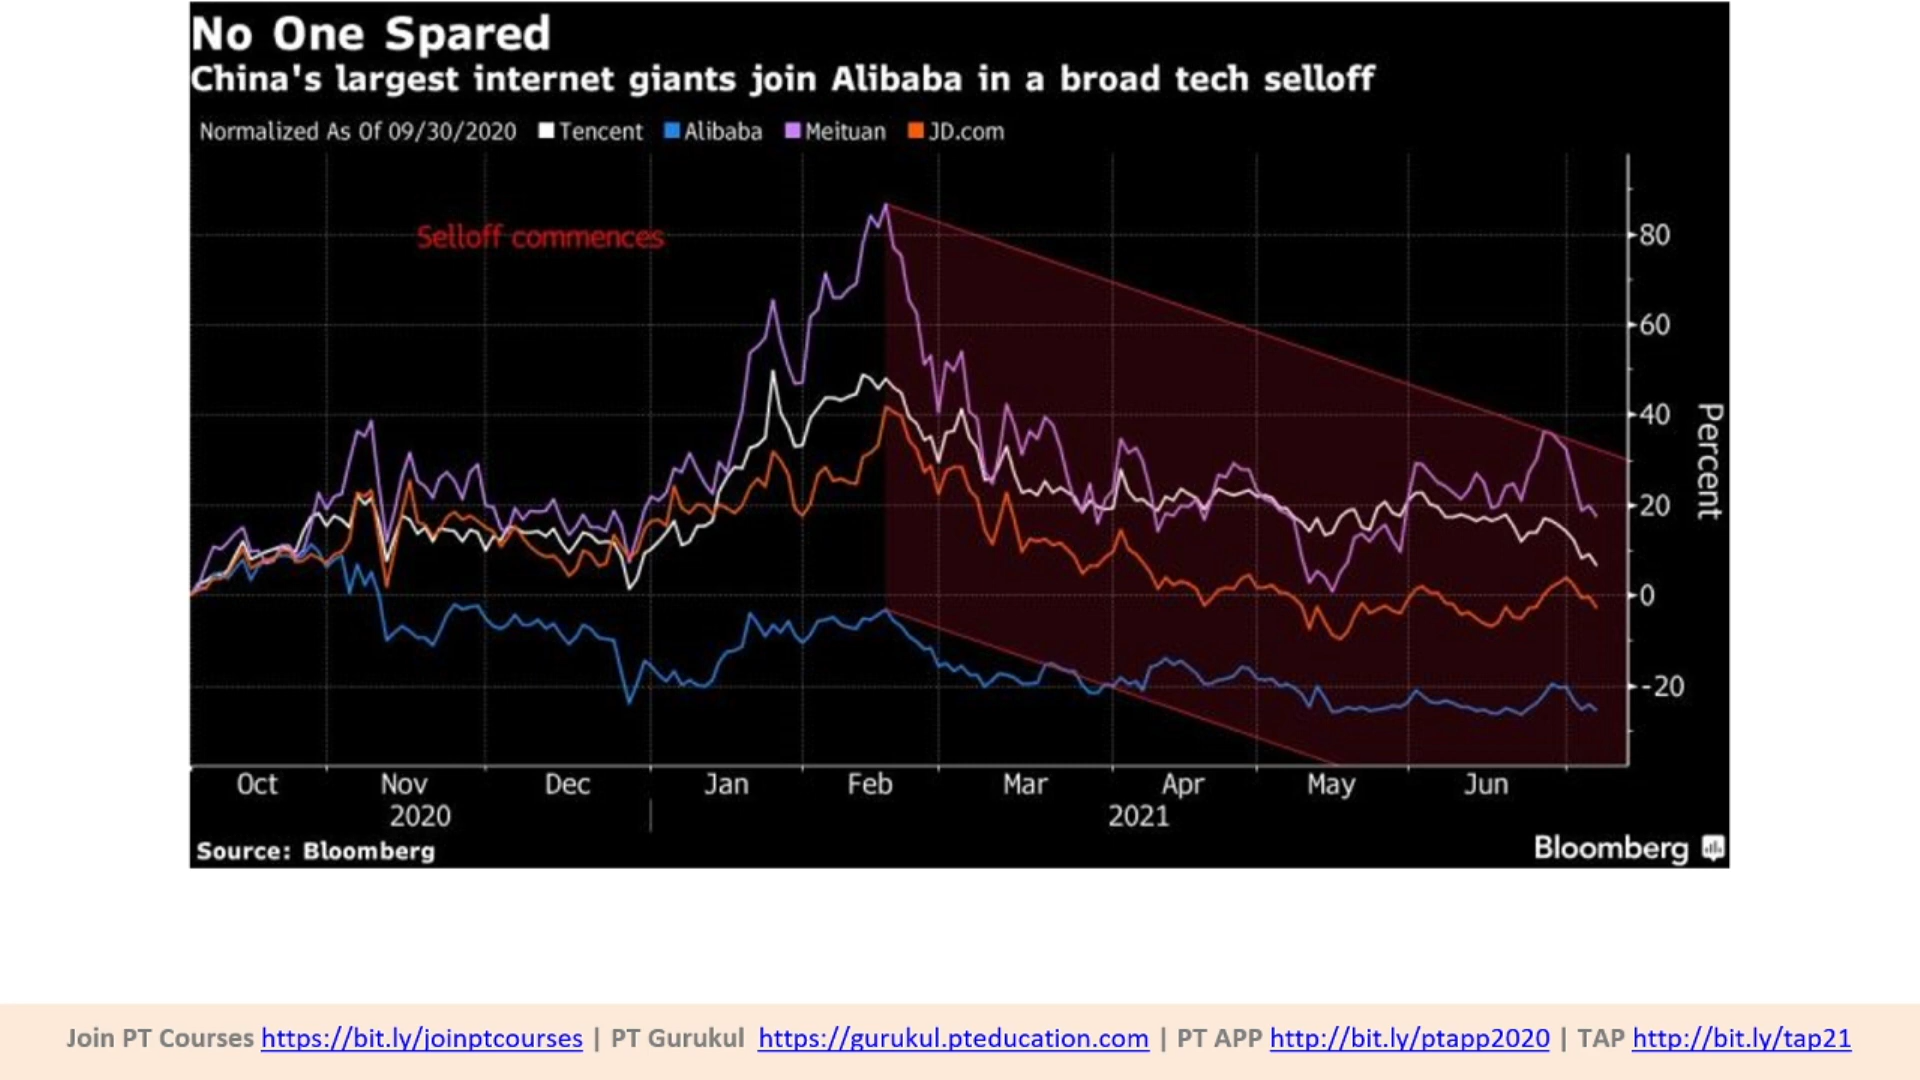 No One Spared
China's largest internet giants join Alibaba in a broad tech selloff
Normalized As Of 09/30/2020 Tencent Alibaba Meituan JD.com
Selloff commences
80
60
40
20
0
-20
Percent
Oct Nov Dec Jan Feb Mar Apr May Jun
2020 2021
Source: Bloomberg
Bloomberg
Join PT Courses https://bit.ly/joinptcourses | PT Gurukul https://gurukul.pteducation.com | PT APP http://bit.ly/ptapp2020 | TAP http://bit.ly/tap21